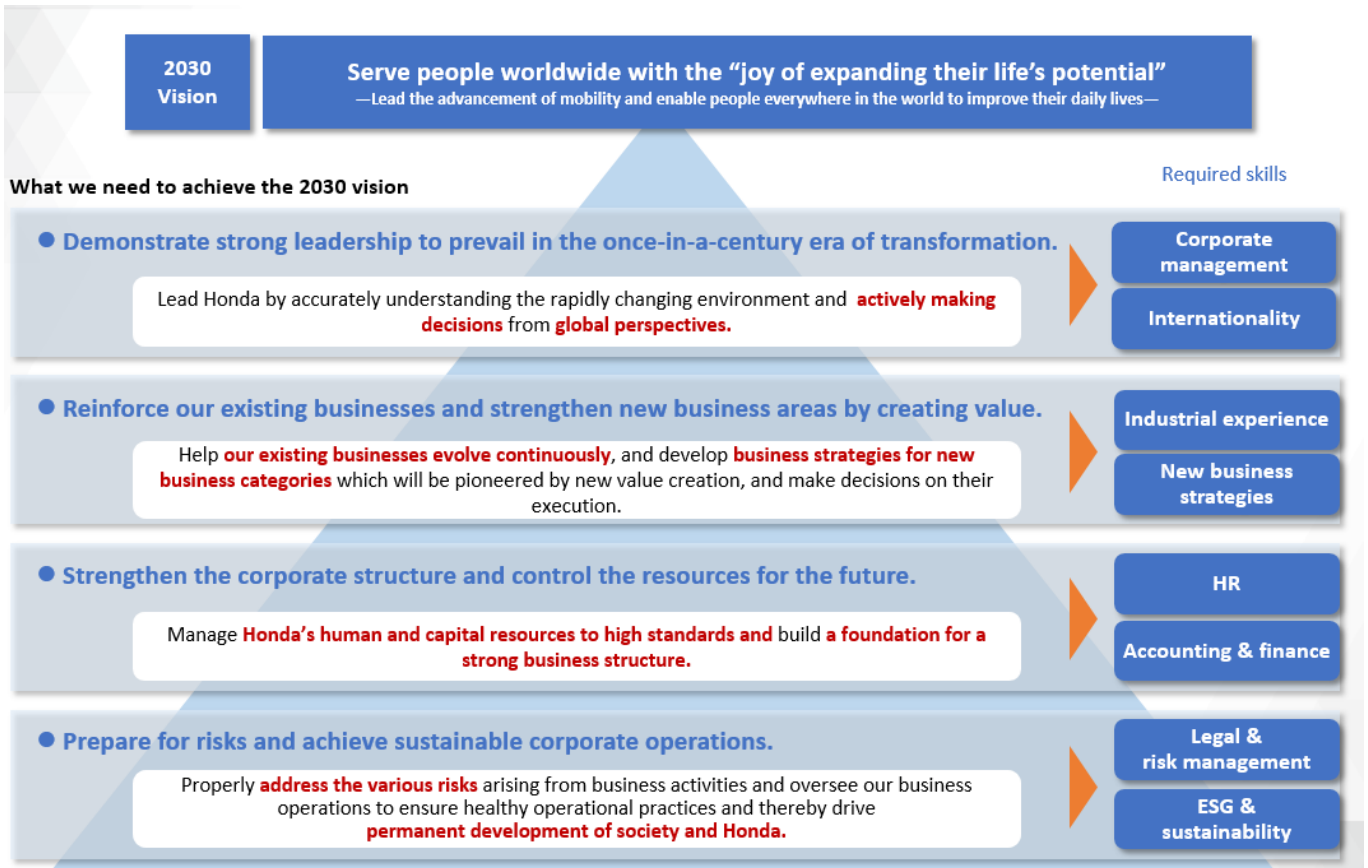 2030
Vision
Serve people worldwide with the “joy of expanding their life’s potential”
—Lead the advancement of mobility and enable people everywhere in the world to improve their daily lives—
What we need to achieve the 2030 vision
Required skills
● Demonstrate strong leadership to prevail in the once-in-a-century era of transformation.
Lead Honda by accurately understanding the rapidly changing environment and actively making
decisions from global perspectives.
Corporate
management
Internationality
● Reinforce our existing businesses and strengthen new business areas by creating value.
Help our existing businesses evolve continuously, and develop business strategies for new
business categories which will be pioneered by new value creation, and make decisions on their
execution.
Industrial experience
New business
strategies
● Strengthen the corporate structure and control the resources for the future.
Manage Honda’s human and capital resources to high standards and build a foundation for a
strong business structure.
HR
Accounting & finance
● Prepare for risks and achieve sustainable corporate operations.
Properly address the various risks arising from business activities and oversee our business
operations to ensure healthy operational practices and thereby drive
permanent development of society and Honda.
Legal &
risk management
ESG &
sustainability